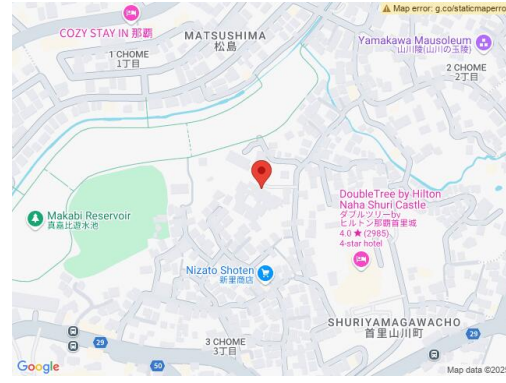 Map error: g.co/staticmaperro
COZY STAY IN 那覇
MATSUSHIMA
松島
1 CHOME
1丁目
Yamakawa Mausoleum
山川陵(山川の玉陵)
2 CHOME
2丁目
Makabi Reservoir
真嘉比遊水池
DoubleTree by Hilton
Naha Shuri Castle
ダブルツリーby
ヒルトン那覇首里城
4.0 ★ (2985)
4-star hotel
Nizato Shoten
新里商店
SHURIYAMAGAWACHO
首里山川町
3 CHOME
3丁目
29
29
50
29
Google
Map data ©2025